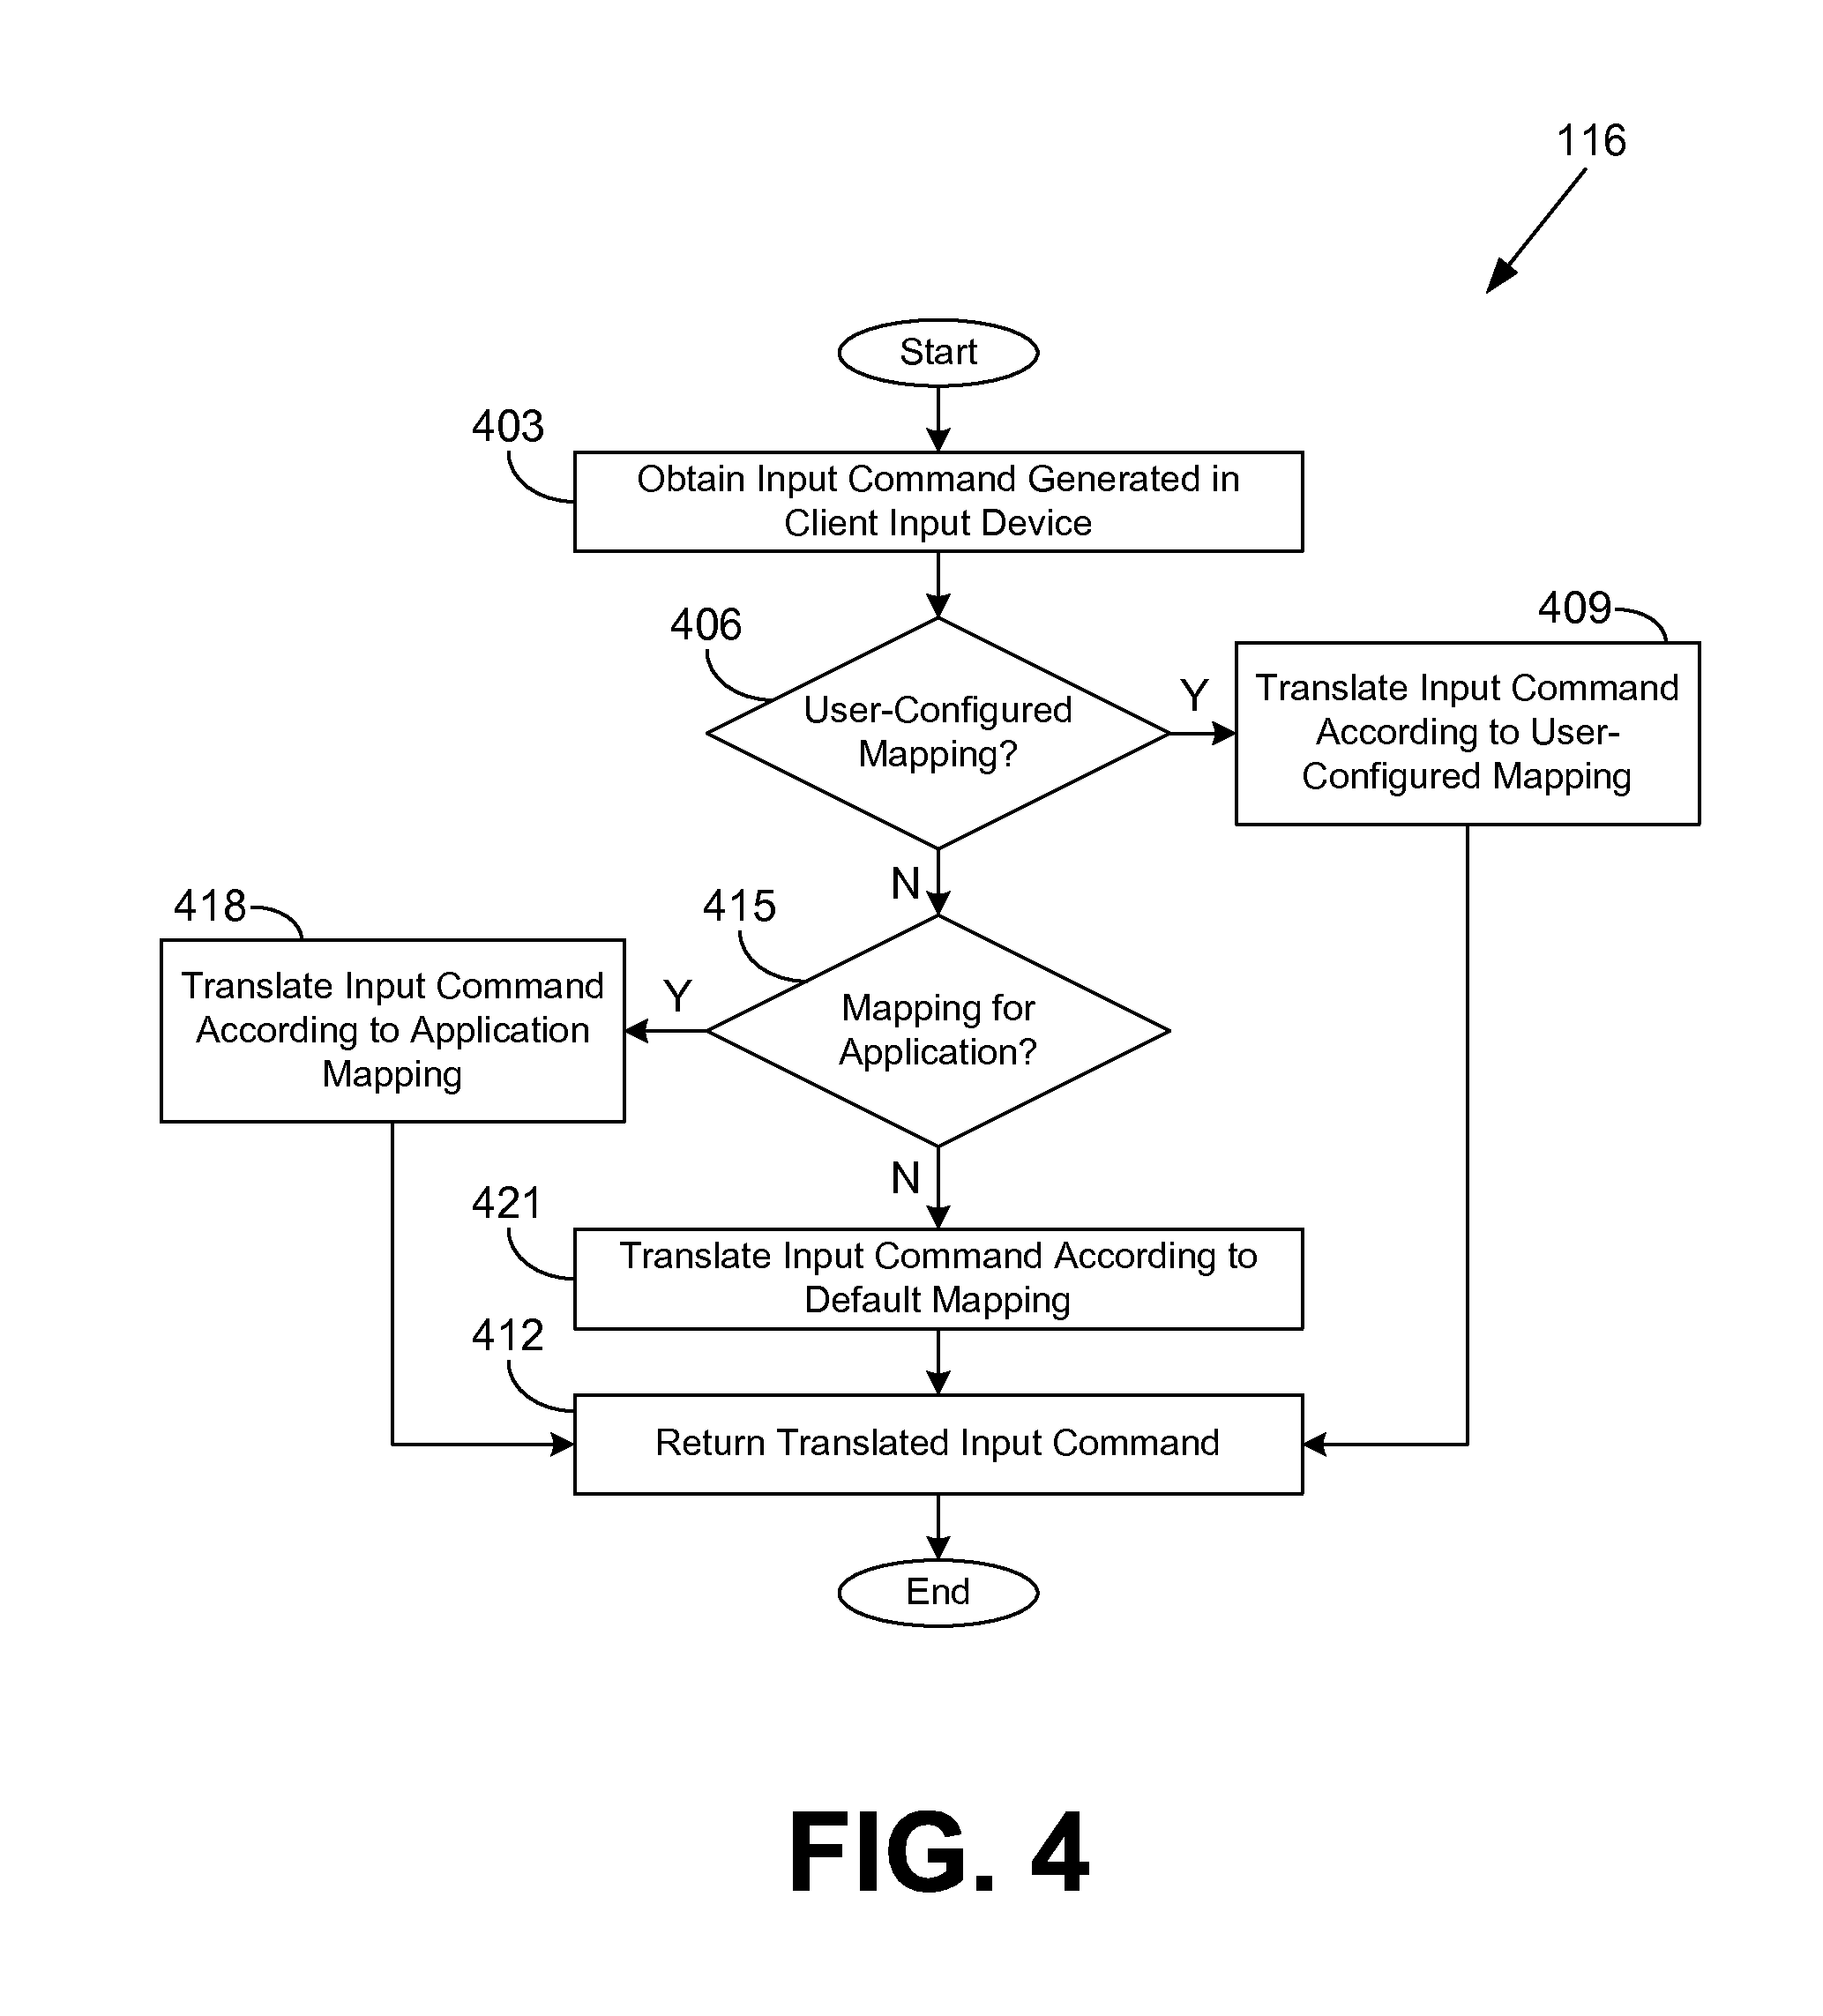 116
Start
403
Obtain Input Command Generated in
Client Input Device
406
User-Configured
Mapping?
Y
409
Translate Input Command
According to User-
Configured Mapping
N
415
Mapping for
Application?
Y
418
Translate Input Command
According to Application
Mapping
N
421
Translate Input Command According to
Default Mapping
412
Return Translated Input Command
End
FIG. 4